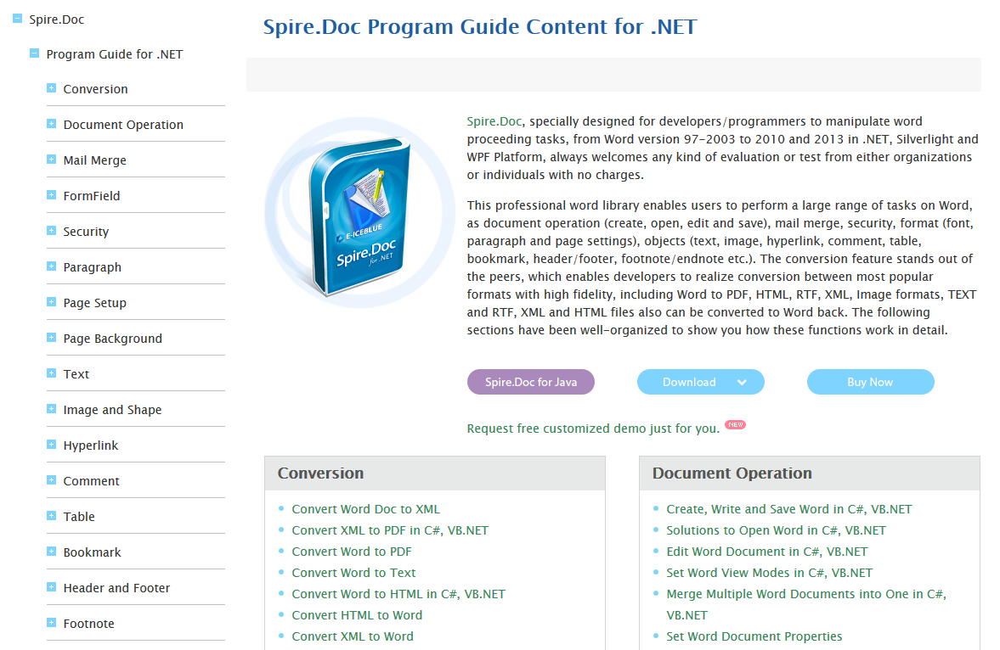 Spire.Doc
Program Guide for .NET
Conversion
Document Operation
Mail Merge
FormField
Security
Paragraph
Page Setup
Page Background
Text
Image and Shape
Hyperlink
Comment
Table
Bookmark
Header and Footer
Footnote
Spire.Doc Program Guide Content for .NET
E-ICEBLUE
Spire.Doc
for .NET
Spire.Doc, specially designed for developers/programmers to manipulate word
proceeding tasks, from Word version 97-2003 to 2010 and 2013 in .NET, Silverlight and
WPF Platform, always welcomes any kind of evaluation or test from either organizations
or individuals with no charges.
This professional word library enables users to perform a large range of tasks on Word,
as document operation (create, open, edit and save), mail merge, security, format (font,
paragraph and page settings), objects (text, image, hyperlink, comment, table,
bookmark, header/footer, footnote/endnote etc.). The conversion feature stands out of
the peers, which enables developers to realize conversion between most popular
formats with high fidelity, including Word to PDF, HTML, RTF, XML, Image formats, TEXT
and RTF, XML and HTML files also can be converted to Word back. The following
sections have been well-organized to show you how these functions work in detail.
Spire.Doc for Java
Download
Buy Now
Request free customized demo just for you. NEW
Conversion
Convert Word Doc to XML
Convert XML to PDF in C#, VB.NET
Convert Word to PDF
Convert Word to Text
Convert Word to HTML in C#, VB.NET
Convert HTML to Word
Convert XML to Word
Document Operation
Create, Write and Save Word in C#, VB.NET
Solutions to Open Word in C#, VB.NET
Edit Word Document in C#, VB.NET
Set Word View Modes in C#, VB.NET
Merge Multiple Word Documents into One in C#,
VB.NET
Set Word Document Properties